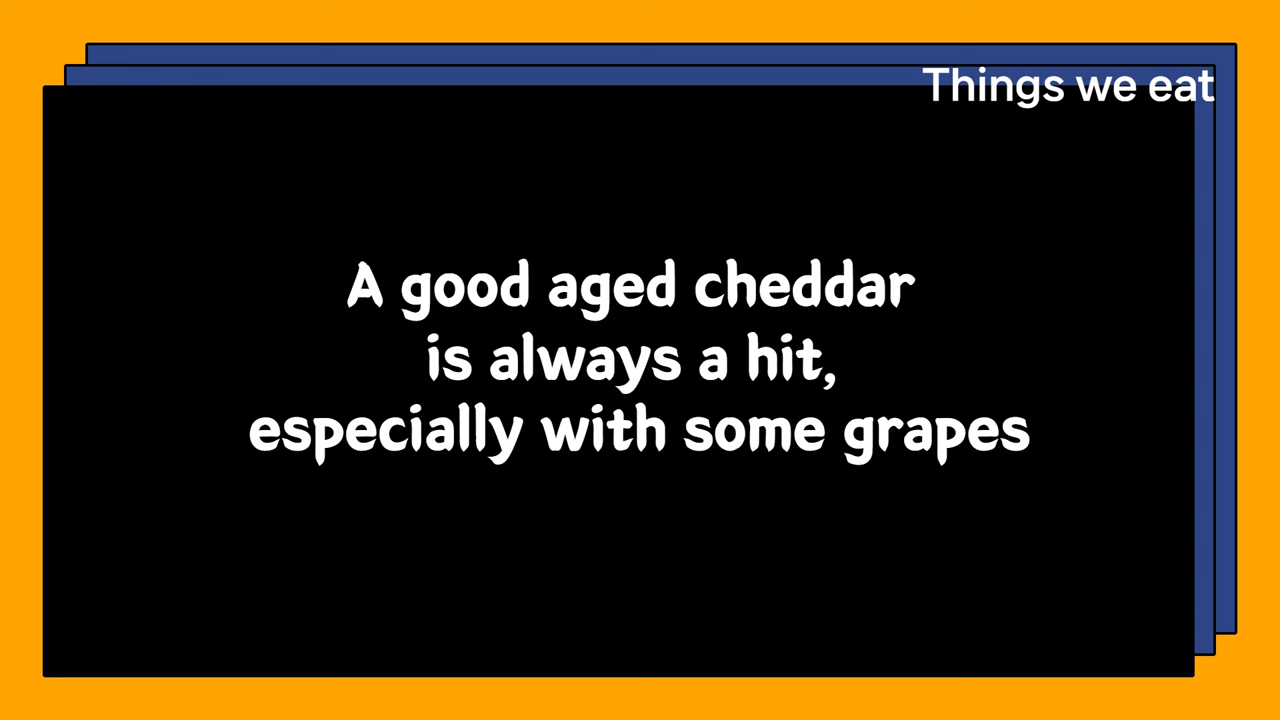 Things we eat
A good aged cheddar
is always a hit,
especially with some grapes